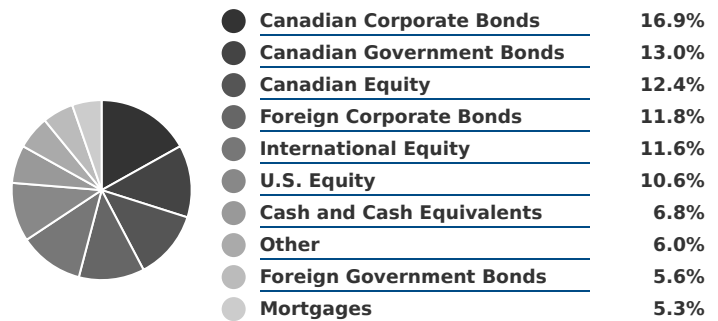 Canadian Corporate Bonds 16.9%
Canadian Government Bonds 13.0%
Canadian Equity 12.4%
Foreign Corporate Bonds 11.8%
International Equity 11.6%
U.S. Equity 10.6%
Cash and Cash Equivalents 6.8%
Other 6.0%
Foreign Government Bonds 5.6%
Mortgages 5.3%